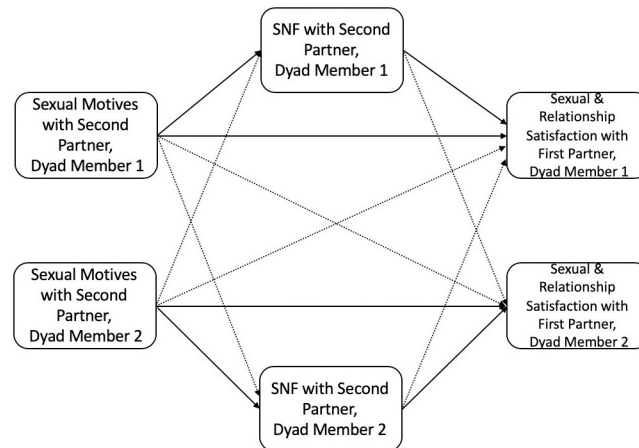 SNF with Second
Partner,
Dyad Member 1
Sexual Motives
with Second
Partner,
Dyad Member 1
Sexual &
Relationship
Satisfaction with
First Partner,
Dyad Member 1
Sexual Motives
with Second
Partner,
Dyad Member 2
Sexual &
Relationship
Satisfaction with
First Partner,
Dyad Member 2
SNF with Second
Partner,
Dyad Member 2